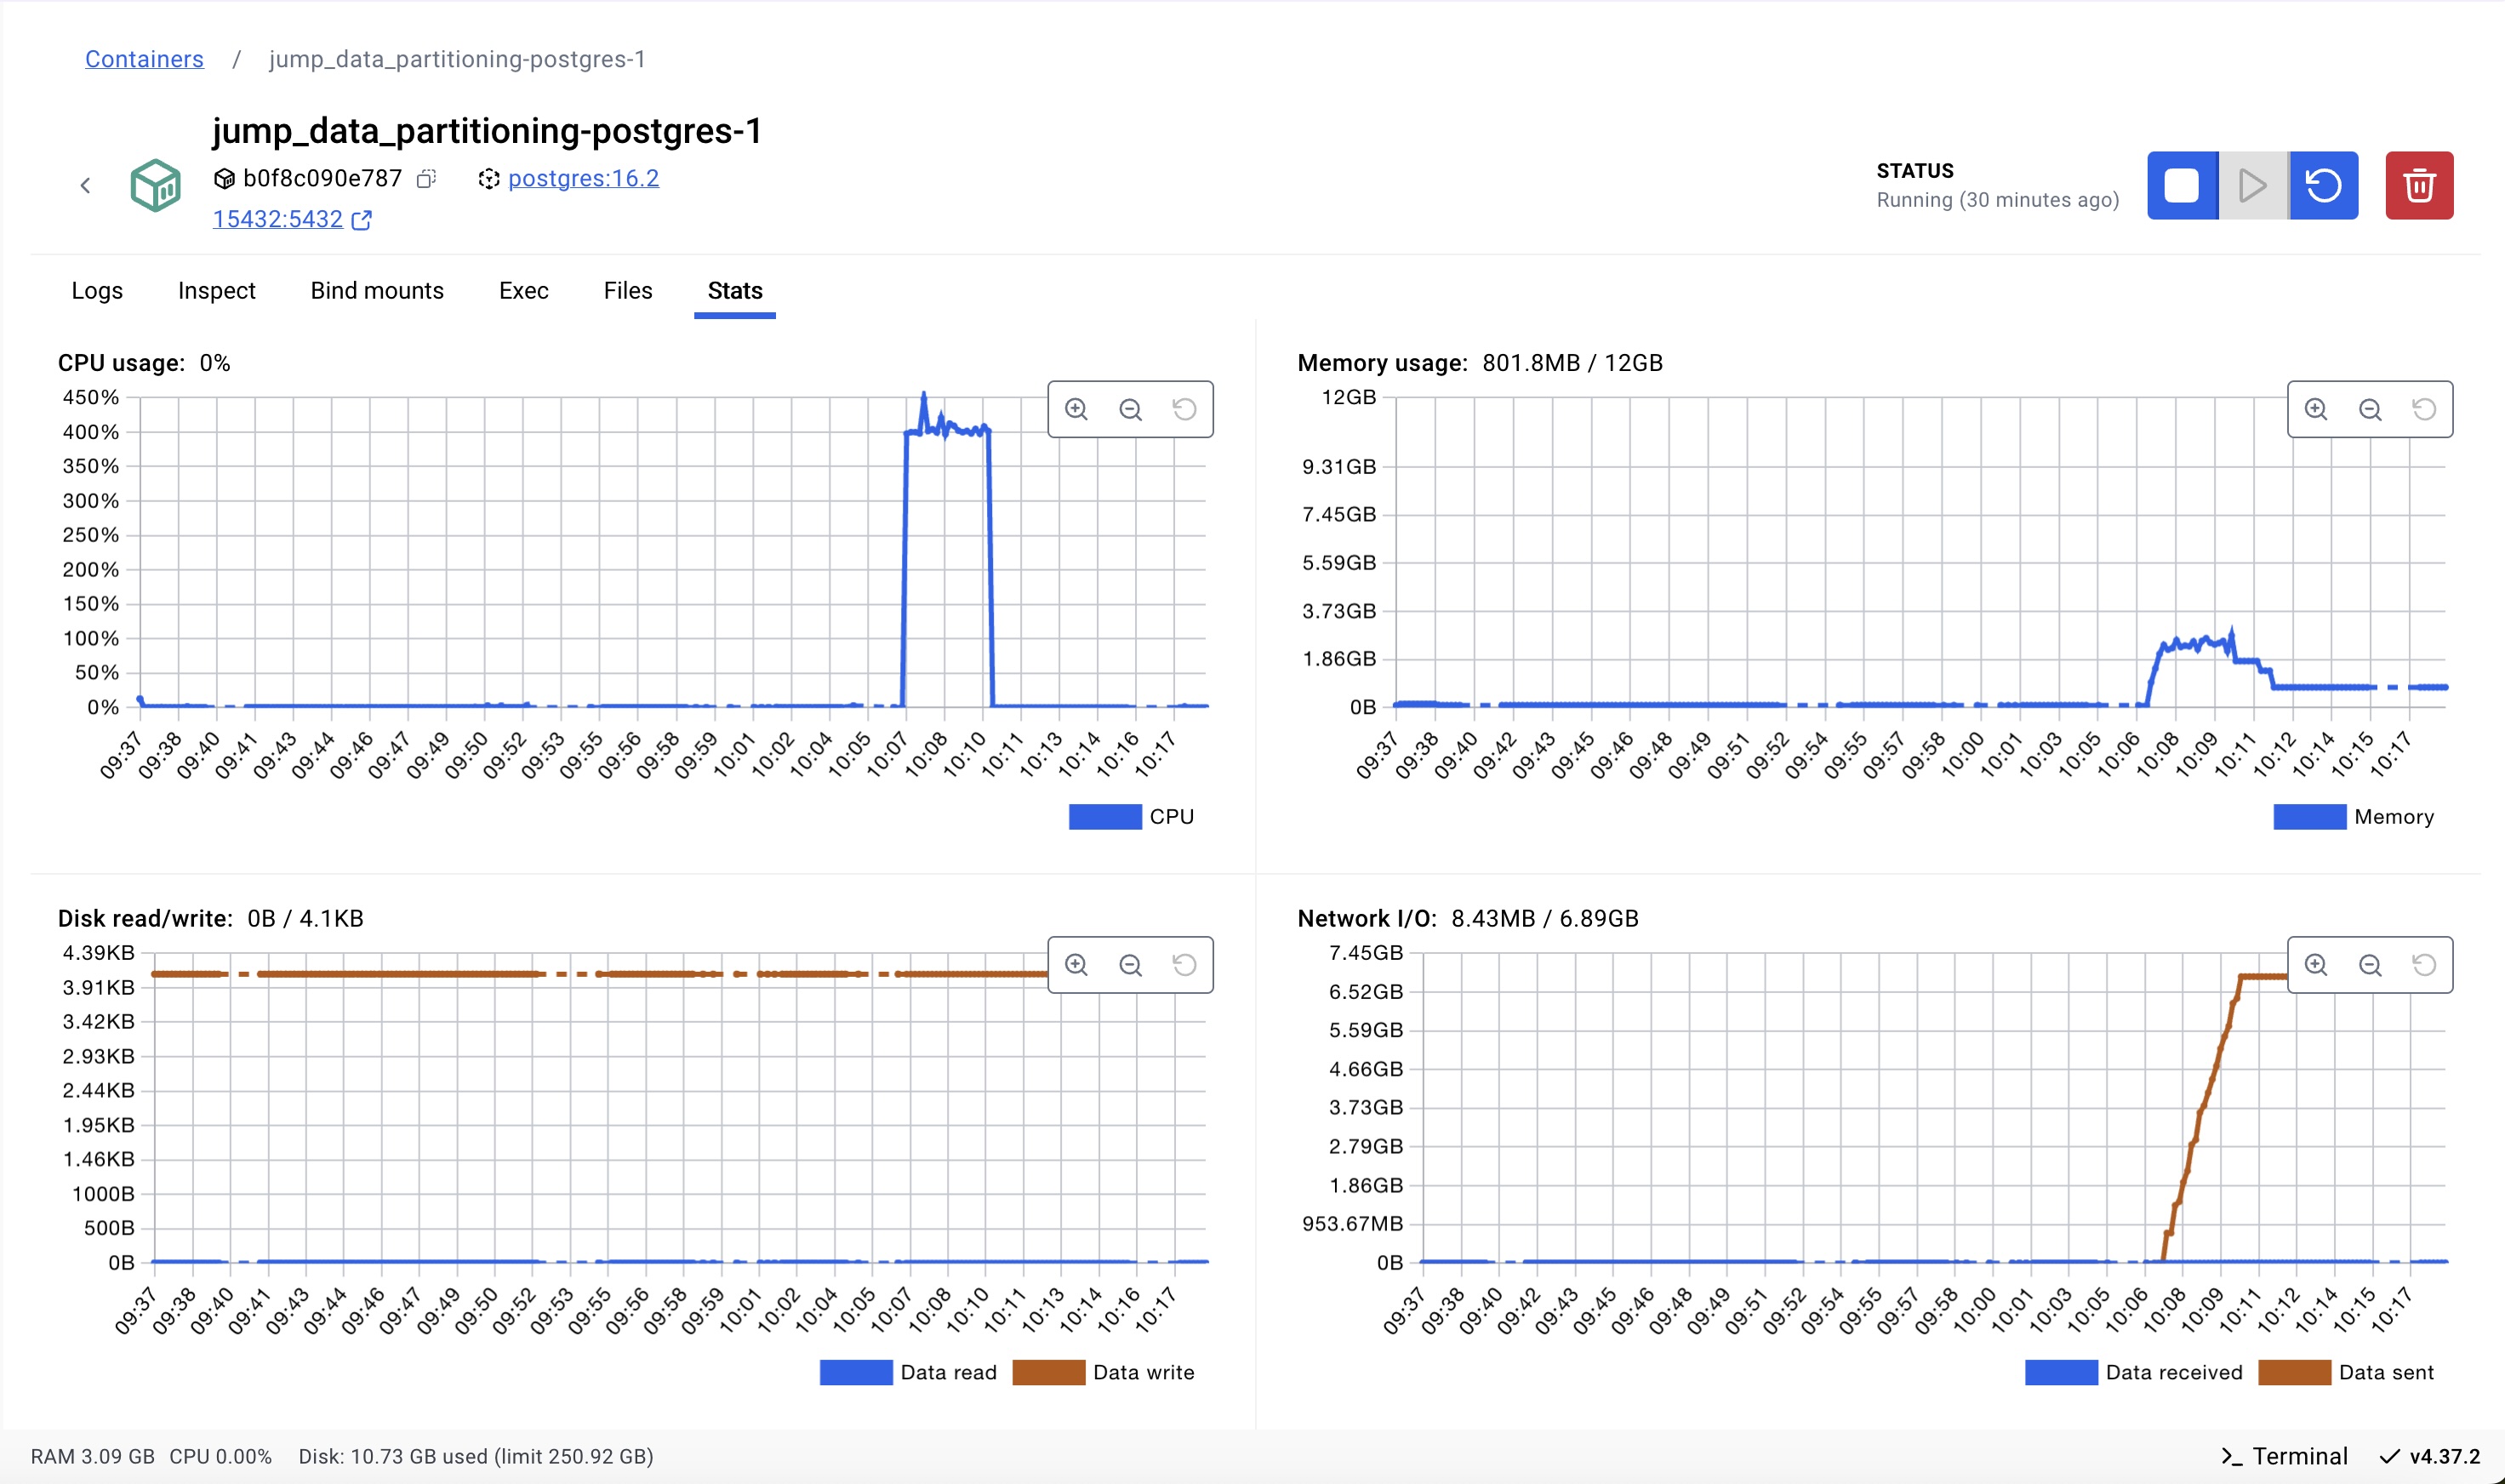 Containers / jump_data_partitioning-postgres-1
jump_data_partitioning-postgres-1
b0f8c090e787 postgres:16.2
15432:5432
STATUS
Running (30 minutes ago)
Logs Inspect Bind mounts Exec Files Stats
CPU usage: 0%
450%
400%
350%
300%
250%
200%
150%
100%
50%
0%
09:37 09:38 09:40 09:41 09:43 09:44 09:46 09:47 09:49 09:50 09:52 09:53 09:55 09:56 09:58 09:59 10:01 10:02 10:04 10:05 10:07 10:08 10:10 10:11 10:13 10:14 10:16 10:17
CPU
Memory usage: 801.8MB / 12GB
12GB
9.31GB
7.45GB
5.59GB
3.73GB
1.86GB
0B
09:37 09:38 09:40 09:42 09:43 09:45 09:46 09:48 09:49 09:51 09:52 09:54 09:55 09:57 09:58 10:00 10:01 10:03 10:05 10:06 10:08 10:09 10:11 10:12 10:14 10:15 10:17
Memory
Disk read/write: 0B / 4.1KB
4.39KB
3.91KB
3.42KB
2.93KB
2.44KB
1.95KB
1.46KB
1000B
500B
0B
09:37 09:38 09:40 09:41 09:43 09:44 09:46 09:47 09:49 09:50 09:52 09:53 09:55 09:56 09:58 09:59 10:01 10:02 10:04 10:05 10:07 10:08 10:10 10:11 10:13 10:14 10:16 10:17
Data read Data write
Network I/O: 8.43MB / 6.89GB
7.45GB
6.52GB
5.59GB
4.66GB
3.73GB
2.79GB
1.86GB
953.67MB
0B
09:37 09:38 09:40 09:42 09:43 09:45 09:46 09:48 09:49 09:51 09:52 09:54 09:55 09:57 09:58 10:00 10:01 10:03 10:05 10:06 10:08 10:09 10:11 10:12 10:14 10:15 10:17
Data received Data sent
RAM 3.09 GB CPU 0.00% Disk: 10.73 GB used (limit 250.92 GB) Terminal v4.37.2